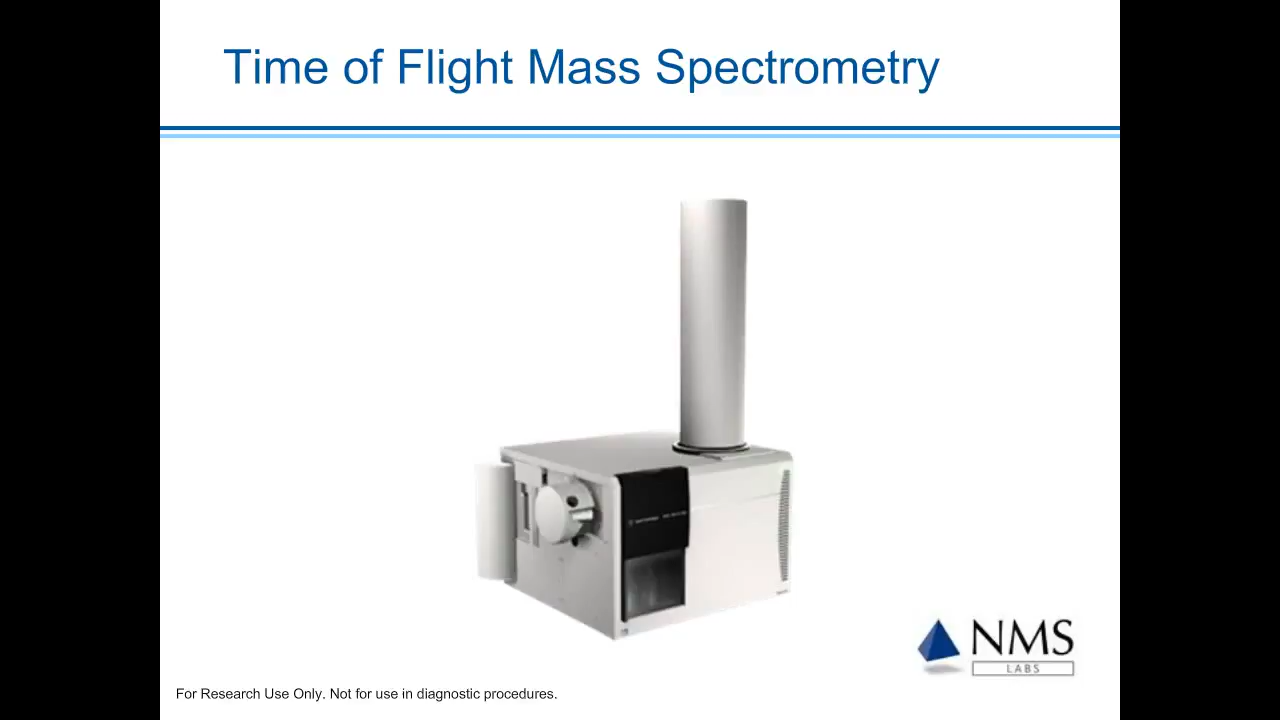 Time of Flight Mass Spectrometry
NMS
LABS
For Research Use Only. Not for use in diagnostic procedures.